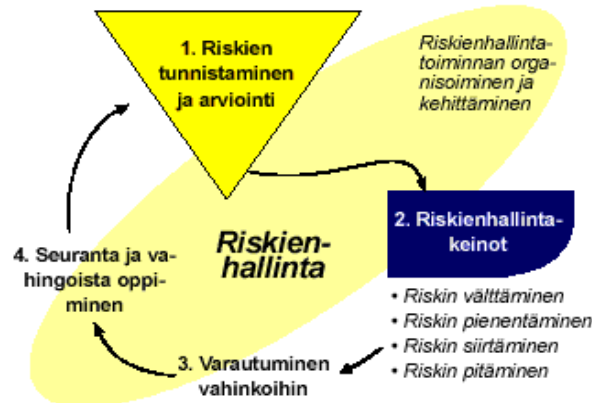 1. Riskien
tunnistaminen
ja arviointi
Riskienhallinta-
toiminnan orga-
nisoiminen ja
kehittäminen
2. Riskienhallinta-
keinot
• Riskin välttäminen
• Riskin pienentäminen
• Riskin siirtäminen
• Riskin pitäminen
3. Varautuminen
vahinkoihin
4. Seuranta ja va-
hingoista oppi-
minen
Riskien-
hallinta